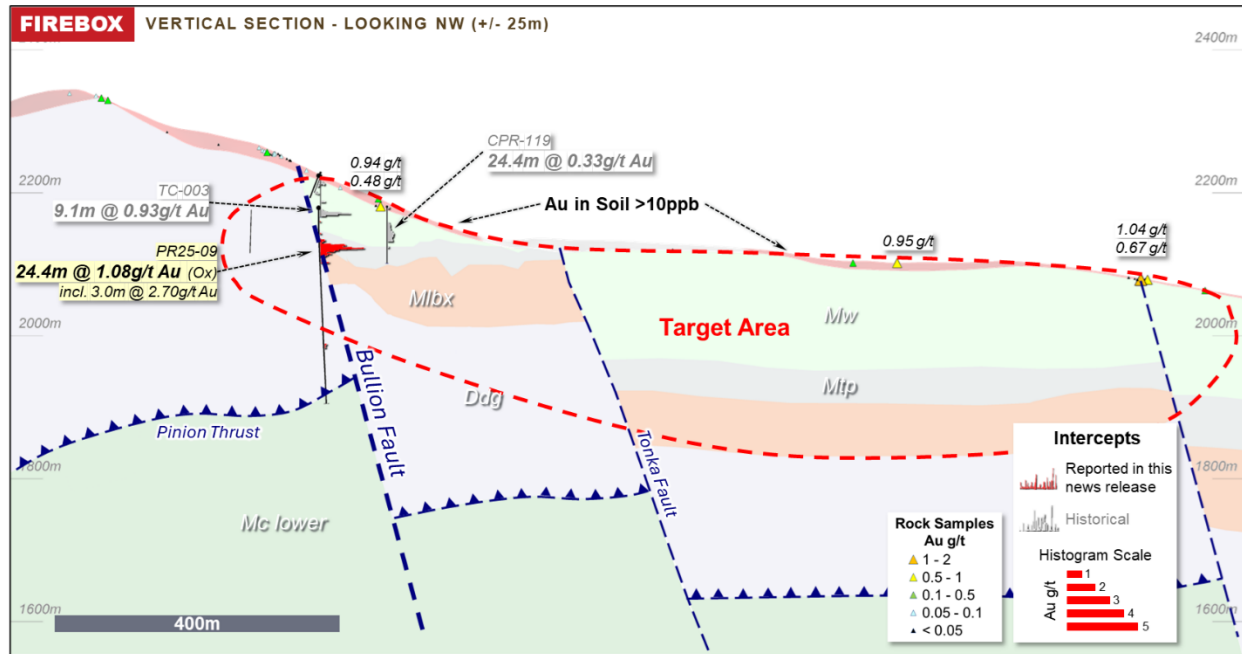 FIREBOX
VERTICAL SECTION - LOOKING NW (+/- 25m)
2400m
2400m
CPR-119
24.4m @ 0.33g/t Au
0.94 g/t
0.48 g/t
2200m
2200m
TC-003
9.1m @ 0.93g/t Au
Au in Soil >10ppb
0.95 g/t
1.04 g/t
0.67 g/t
PR25-09
24.4m @ 1.08g/t Au (Ox)
incl. 3.0m @ 2.70g/t Au
Mlbx
Target Area
Mw
2000m
2000m
Bullion Fault
Ddg
Mtp
Pinion Thrust
Tonka Fault
1800m
1800m
Mc lower
Intercepts
Reported in this
news release
Historical
Histogram Scale
Au g/t
1
2
3
4
5
Rock Samples
Au g/t
1 - 2
0.5 - 1
0.1 - 0.5
0.05 - 0.1
< 0.05
1600m
1600m
400m